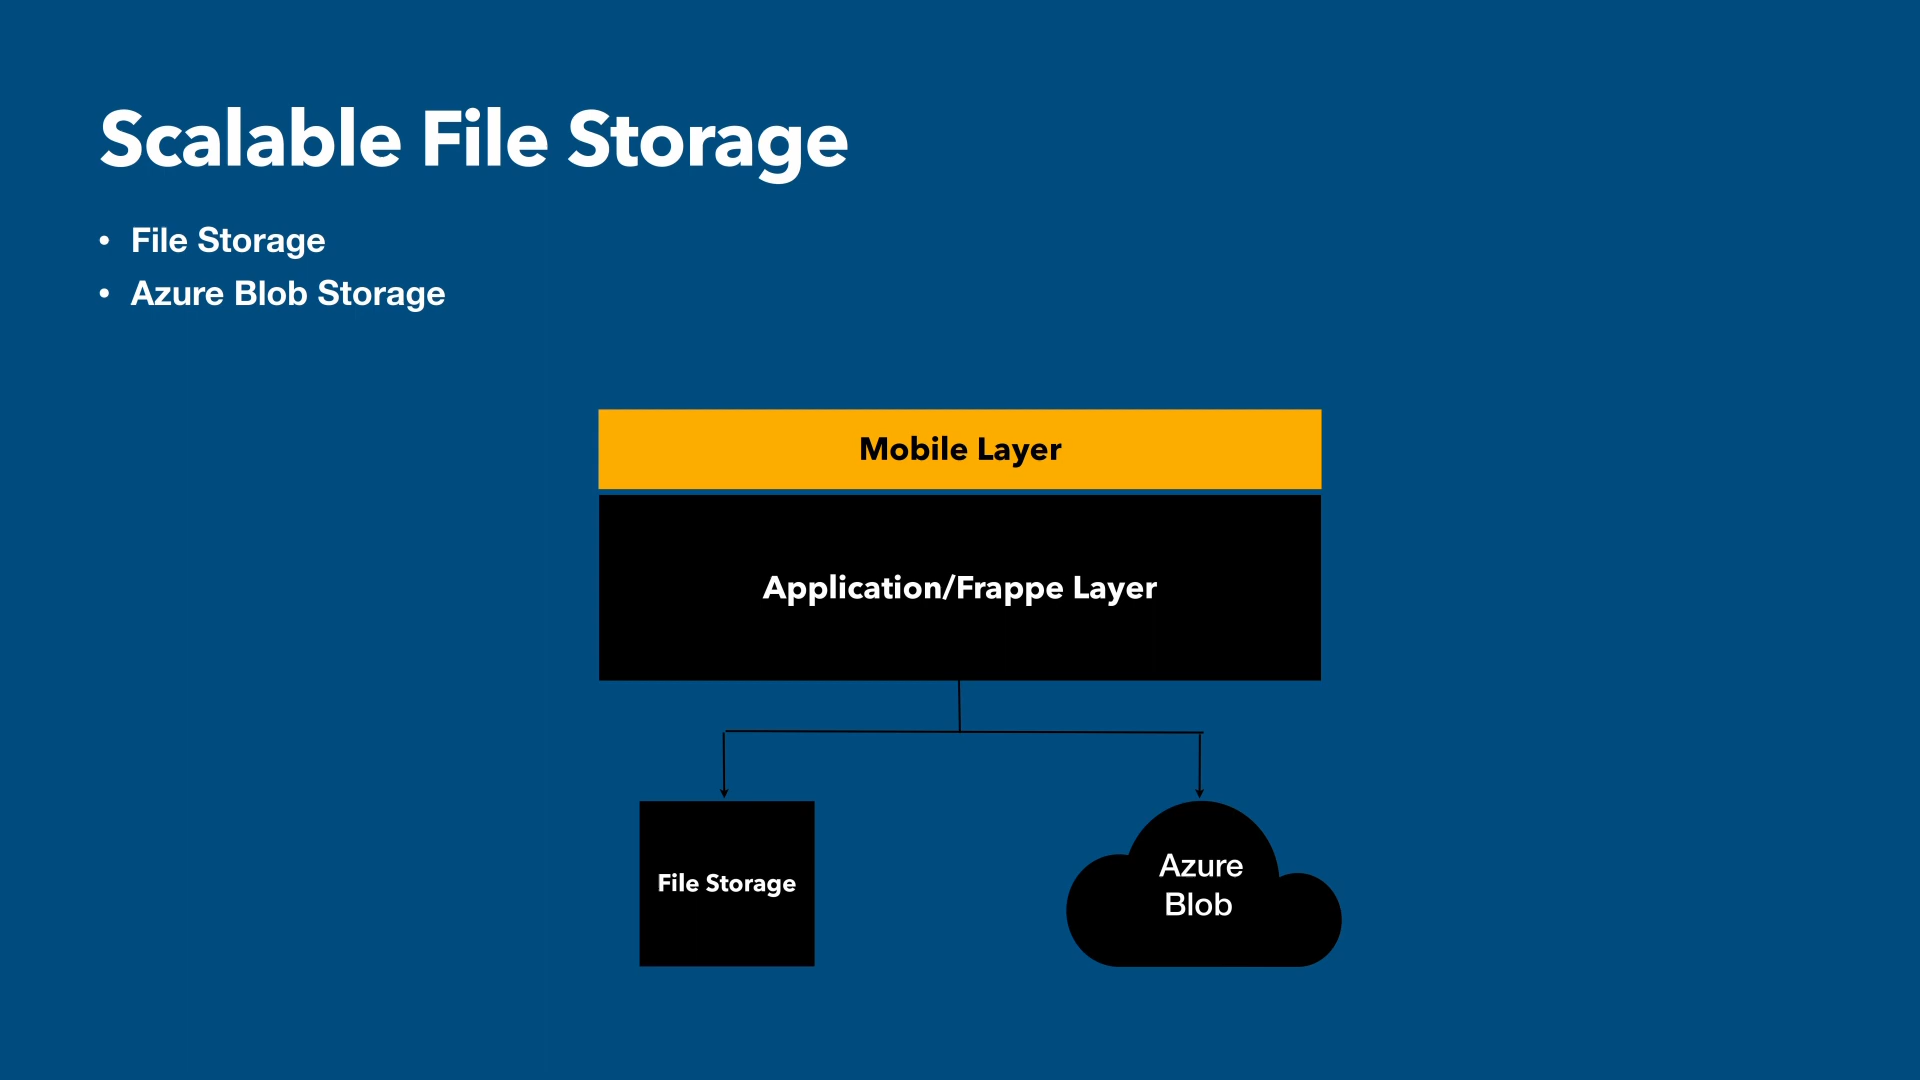 Scalable File Storage
• File Storage
• Azure Blob Storage
Mobile Layer
Application/Frappe Layer
File Storage
Azure
Blob